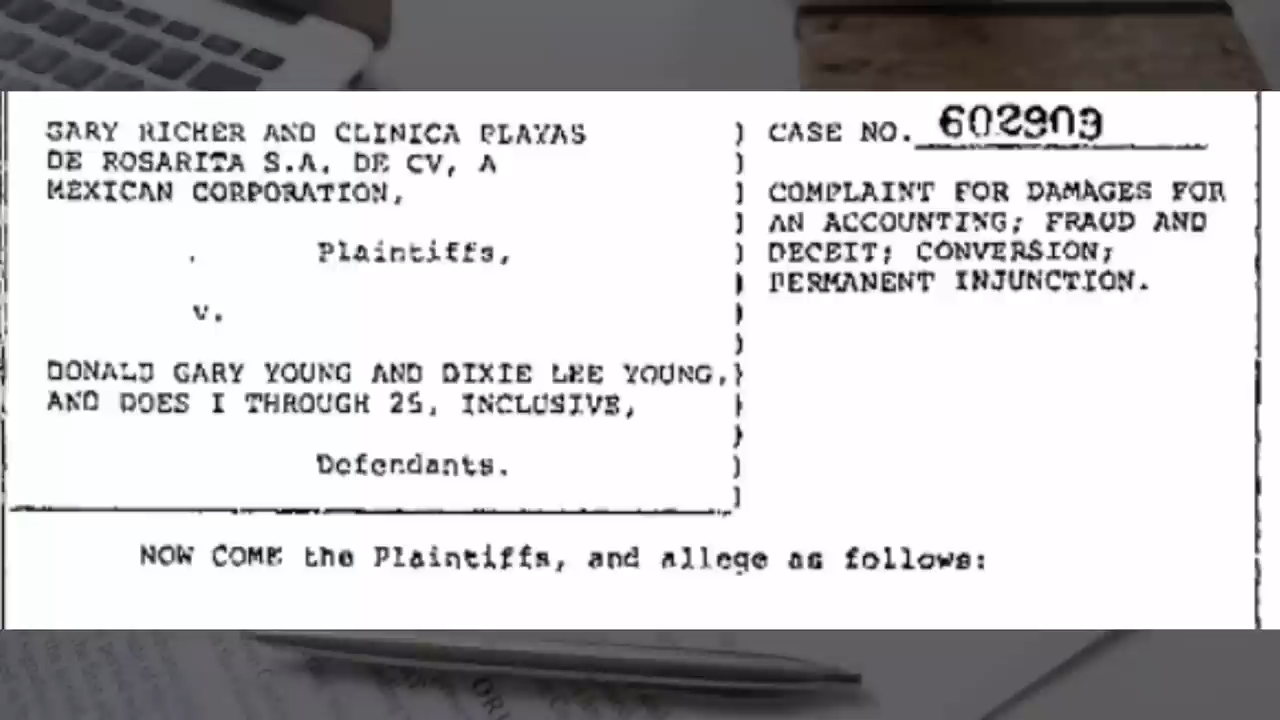 GARY RICHER AND CLINICA PLAYAS
DE ROSARITA S.A. DE CV, A
MEXICAN CORPORATION,
Plaintiffs,
v.
DONALD GARY YOUNG AND DIXIE LEE YOUNG,
AND DOES I THROUGH 25, INCLUSIVE,
Defendants.
) CASE NO. 602903
)
) COMPLAINT FOR DAMAGES FOR
) AN ACCOUNTING; FRAUD AND
) DECEIT; CONVERSION;
) PERMANENT INJUNCTION.
)
)
)
)
)
)
)
NOW COME the Plaintiffs, and allege as follows: